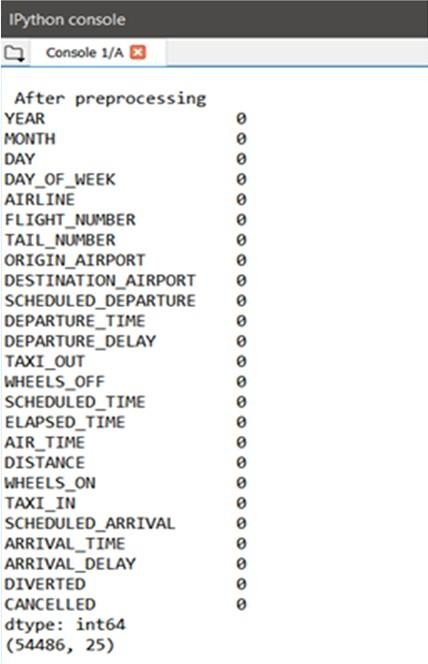 IPython console
Console 1/A
After preprocessing
YEAR 0
MONTH 0
DAY 0
DAY_OF_WEEK 0
AIRLINE 0
FLIGHT_NUMBER 0
TAIL_NUMBER 0
ORIGIN_AIRPORT 0
DESTINATION_AIRPORT 0
SCHEDULED_DEPARTURE 0
DEPARTURE_TIME 0
DEPARTURE_DELAY 0
TAXI_OUT 0
WHEELS_OFF 0
SCHEDULED_TIME 0
ELAPSED_TIME 0
AIR_TIME 0
DISTANCE 0
WHEELS_ON 0
TAXI_IN 0
SCHEDULED_ARRIVAL 0
ARRIVAL_TIME 0
ARRIVAL_DELAY 0
DIVERTED 0
CANCELLED 0
dtype: int64
(54486, 25)